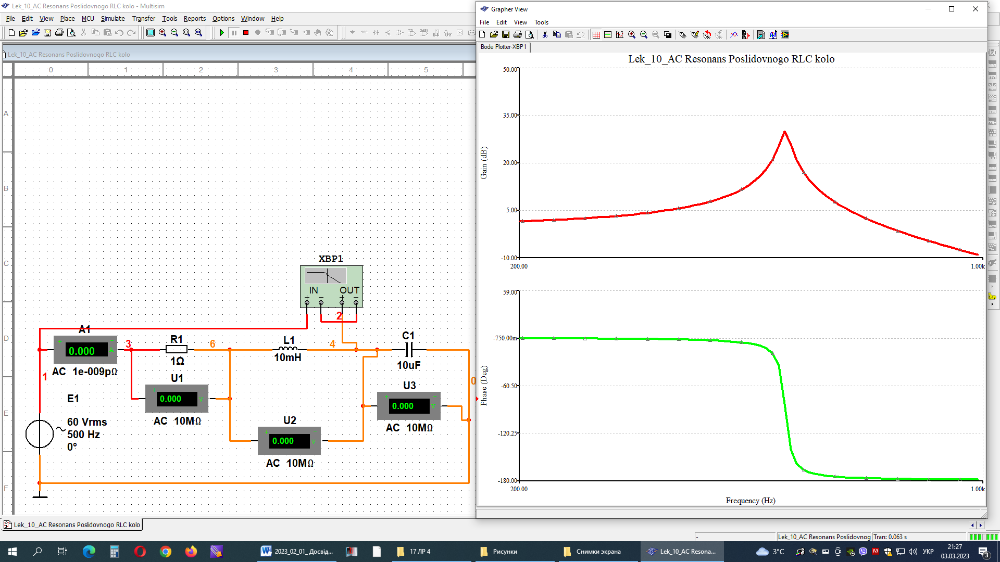 Lek_10_AC Resonans Poslidovnogo RLC kolo - Multisim
File Edit View Place MCU Simulate Transfer Tools Reports Options Window Help
Lek_10_AC Resonans Poslidovnogo RLC kolo
0 1 2 3 4 5
A
B
C
D
E
F
XBP1
IN OUT
+ − + −
2
A1
+ −
0.000 A
AC 1e-009pΩ
3
R1
1Ω
6
L1
10mH
4
C1
10uF
1
U1
+ −
0.000 V
AC 10MΩ
U2
+ −
0.000 V
AC 10MΩ
U3
+ −
0.000 V
AC 10MΩ
0
E1
60 Vrms
500 Hz
0°
Lek_10_AC Resonans Poslidovnogo RLC kolo
Grapher View
File Edit View Tools
Bode Plotter-XBP1
Lek_10_AC Resonans Poslidovnogo RLC kolo
50.00
35.00
20.00
5.00
-10.00
Gain (dB)
200.00 1.00k
59.00
-750.00m
-60.50
-120.25
-180.00
Phase (Deg)
200.00 1.00k
Frequency (Hz)
- Lek_10_AC Resonans Poslidovnog Tran: 0.063 s
2023_02_01_ Досвід...
17 ЛР 4
Рисунки
Снимки экрана
Lek_10_AC Resona...
3°C
УКР
21:27
03.03.2023
3